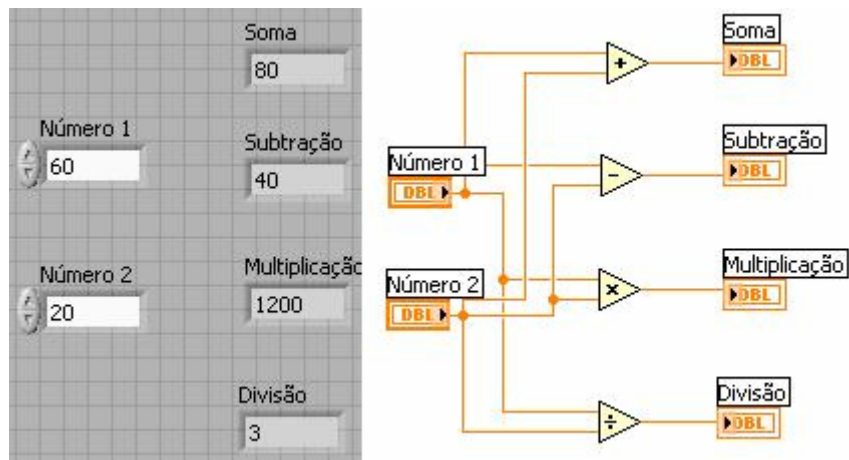 Soma
80
Número 1
60
Subtração
40
Número 2
20
Multiplicação
1200
Divisão
3
Soma
DBL
+
Número 1
DBL
Subtração
DBL
-
Número 2
DBL
Multiplicação
DBL
×
Divisão
DBL
÷